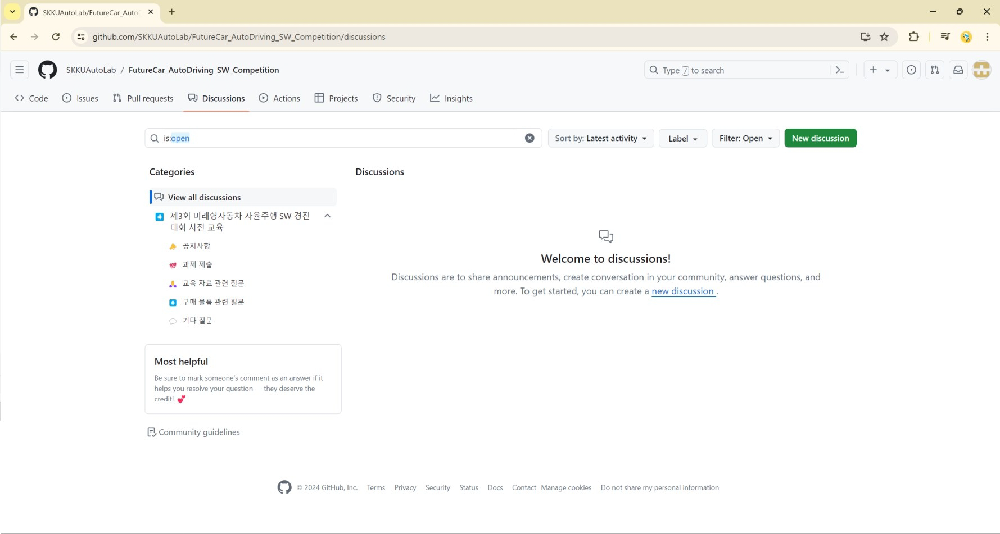 SKKUAutoLab/FutureCar_Auto
github.com/SKKUAutoLab/FutureCar_AutoDriving_SW_Competition/discussions
SKKUAutoLab / FutureCar_AutoDriving_SW_Competition
Type / to search
Code Issues Pull requests Discussions Actions Projects Security Insights
is:open
Sort by: Latest activity Label Filter: Open New discussion
Categories
View all discussions
제3회 미래형자동차 자율주행 SW 경진
대회 사전 교육
공지사항
과제 제출
교육 자료 관련 질문
구매 물품 관련 질문
기타 질문
Most helpful
Be sure to mark someone’s comment as an answer if it
helps you resolve your question — they deserve the
credit! 💕
Community guidelines
Discussions
Welcome to discussions!
Discussions are to share announcements, create conversation in your community, answer questions, and
more. To get started, you can create a new discussion .
© 2024 GitHub, Inc. Terms Privacy Security Status Docs Contact Manage cookies Do not share my personal information